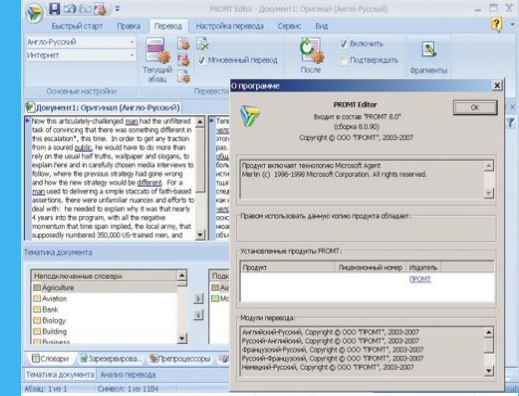 PROMT Editor - Документ1: Оригинал (Англо-Русский)
Быстрый старт Правка Перевод Настройка перевода Сервис Вид
Англо-Русский
Интернет
Текущий абзац
Мгновенный перевод
После
Включить
Подтверждать
Фрагменты
Основные настройки
Документ1: Оригинал (Англо-Русский)
Now this articulately-challenged man had the unfiltered
task of convincing that there was something different in
this escalation*, this time. In order to get any traction
from a soured public, he would have to do more than
rely on the usual half truths, wallpaper and slogans, to
explain here and in carefully chosen media interviews to
follow, where the previous strategy had gone wrong
and how the new strategy would be different. For a
man used to delivering a simple staccato of faith-based
assertions, there were unfamiliar nuances and efforts to
deal with: he needed to explain why it was that nearly
4 years into the program, with all the negative
momentum that time span implied, the local army, that
supposedly numbered 350,000 US-trained men, and
Тематика документа
Неподключенные словари
Agriculture
Aviation
Bank
Biology
Building
Business
Словари
Препроцессоры
Тематика документа Анализ перевода
Абзац: 1 из 1 Символ: 1 из 1184
О программе
PROMT Editor
Входит в состав "PROMT 8.0"
(сборка 8.0.90)
Copyright © ООО "ПРОМТ", 2003-2007
OK
Продукт включает технологию Microsoft Agent
Merlin (c) 1996-1998 Microsoft Corporation. All rights reserved.
Правом использовать данную копию продукта обладает:
Установленные продукты PROMT:
Продукт Лицензионный номер Издатель
ПРОМТ
Модули перевода:
Английский-Русский, Copyright © ООО "ПРОМТ", 2003-2007
Русский-Английский, Copyright © ООО "ПРОМТ", 2003-2007
Французский-Русский, Copyright © ООО "ПРОМТ", 2003-2007
Русский-Французский, Copyright © ООО "ПРОМТ", 2003-2007
Немецкий-Русский, Copyright © ООО "ПРОМТ", 2003-2007